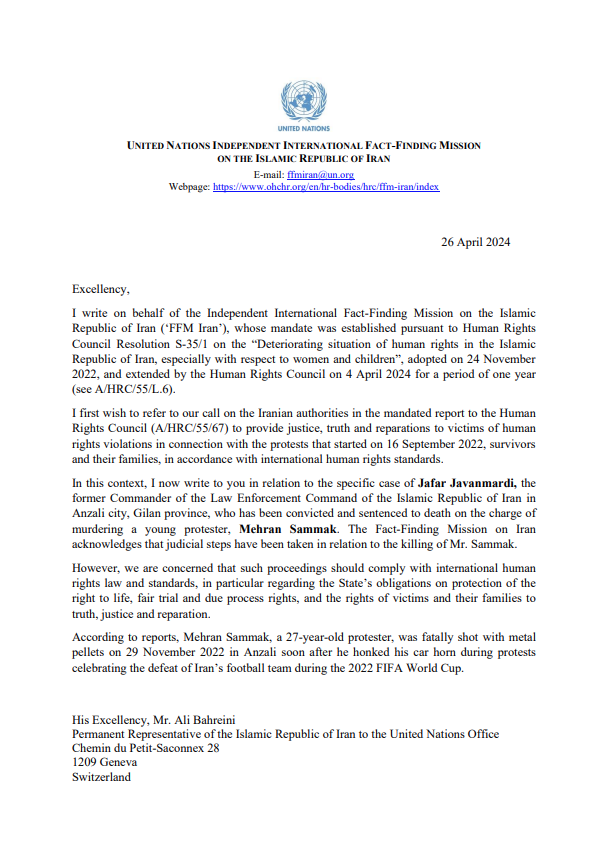 UNITED NATIONS
UNITED NATIONS INDEPENDENT INTERNATIONAL FACT-FINDING MISSION
ON THE ISLAMIC REPUBLIC OF IRAN
E-mail: ffmiran@un.org
Webpage: https://www.ohchr.org/en/hr-bodies/hrc/ffm-iran/index
26 April 2024
Excellency,
I write on behalf of the Independent International Fact-Finding Mission on the Islamic
Republic of Iran (‘FFM Iran’), whose mandate was established pursuant to Human Rights
Council Resolution S-35/1 on the “Deteriorating situation of human rights in the Islamic
Republic of Iran, especially with respect to women and children”, adopted on 24 November
2022, and extended by the Human Rights Council on 4 April 2024 for a period of one year
(see A/HRC/55/L.6).
I first wish to refer to our call on the Iranian authorities in the mandated report to the Human
Rights Council (A/HRC/55/67) to provide justice, truth and reparations to victims of human
rights violations in connection with the protests that started on 16 September 2022, survivors
and their families, in accordance with international human rights standards.
In this context, I now write to you in relation to the specific case of Jafar Javanmardi, the
former Commander of the Law Enforcement Command of the Islamic Republic of Iran in
Anzali city, Gilan province, who has been convicted and sentenced to death on the charge of
murdering a young protester, Mehran Sammak. The Fact-Finding Mission on Iran
acknowledges that judicial steps have been taken in relation to the killing of Mr. Sammak.
However, we are concerned that such proceedings should comply with international human
rights law and standards, in particular regarding the State’s obligations on protection of the
right to life, fair trial and due process rights, and the rights of victims and their families to
truth, justice and reparation.
According to reports, Mehran Sammak, a 27-year-old protester, was fatally shot with metal
pellets on 29 November 2022 in Anzali soon after he honked his car horn during protests
celebrating the defeat of Iran’s football team during the 2022 FIFA World Cup.
His Excellency, Mr. Ali Bahreini
Permanent Representative of the Islamic Republic of Iran to the United Nations Office
Chemin du Petit-Saconnex 28
1209 Geneva
Switzerland